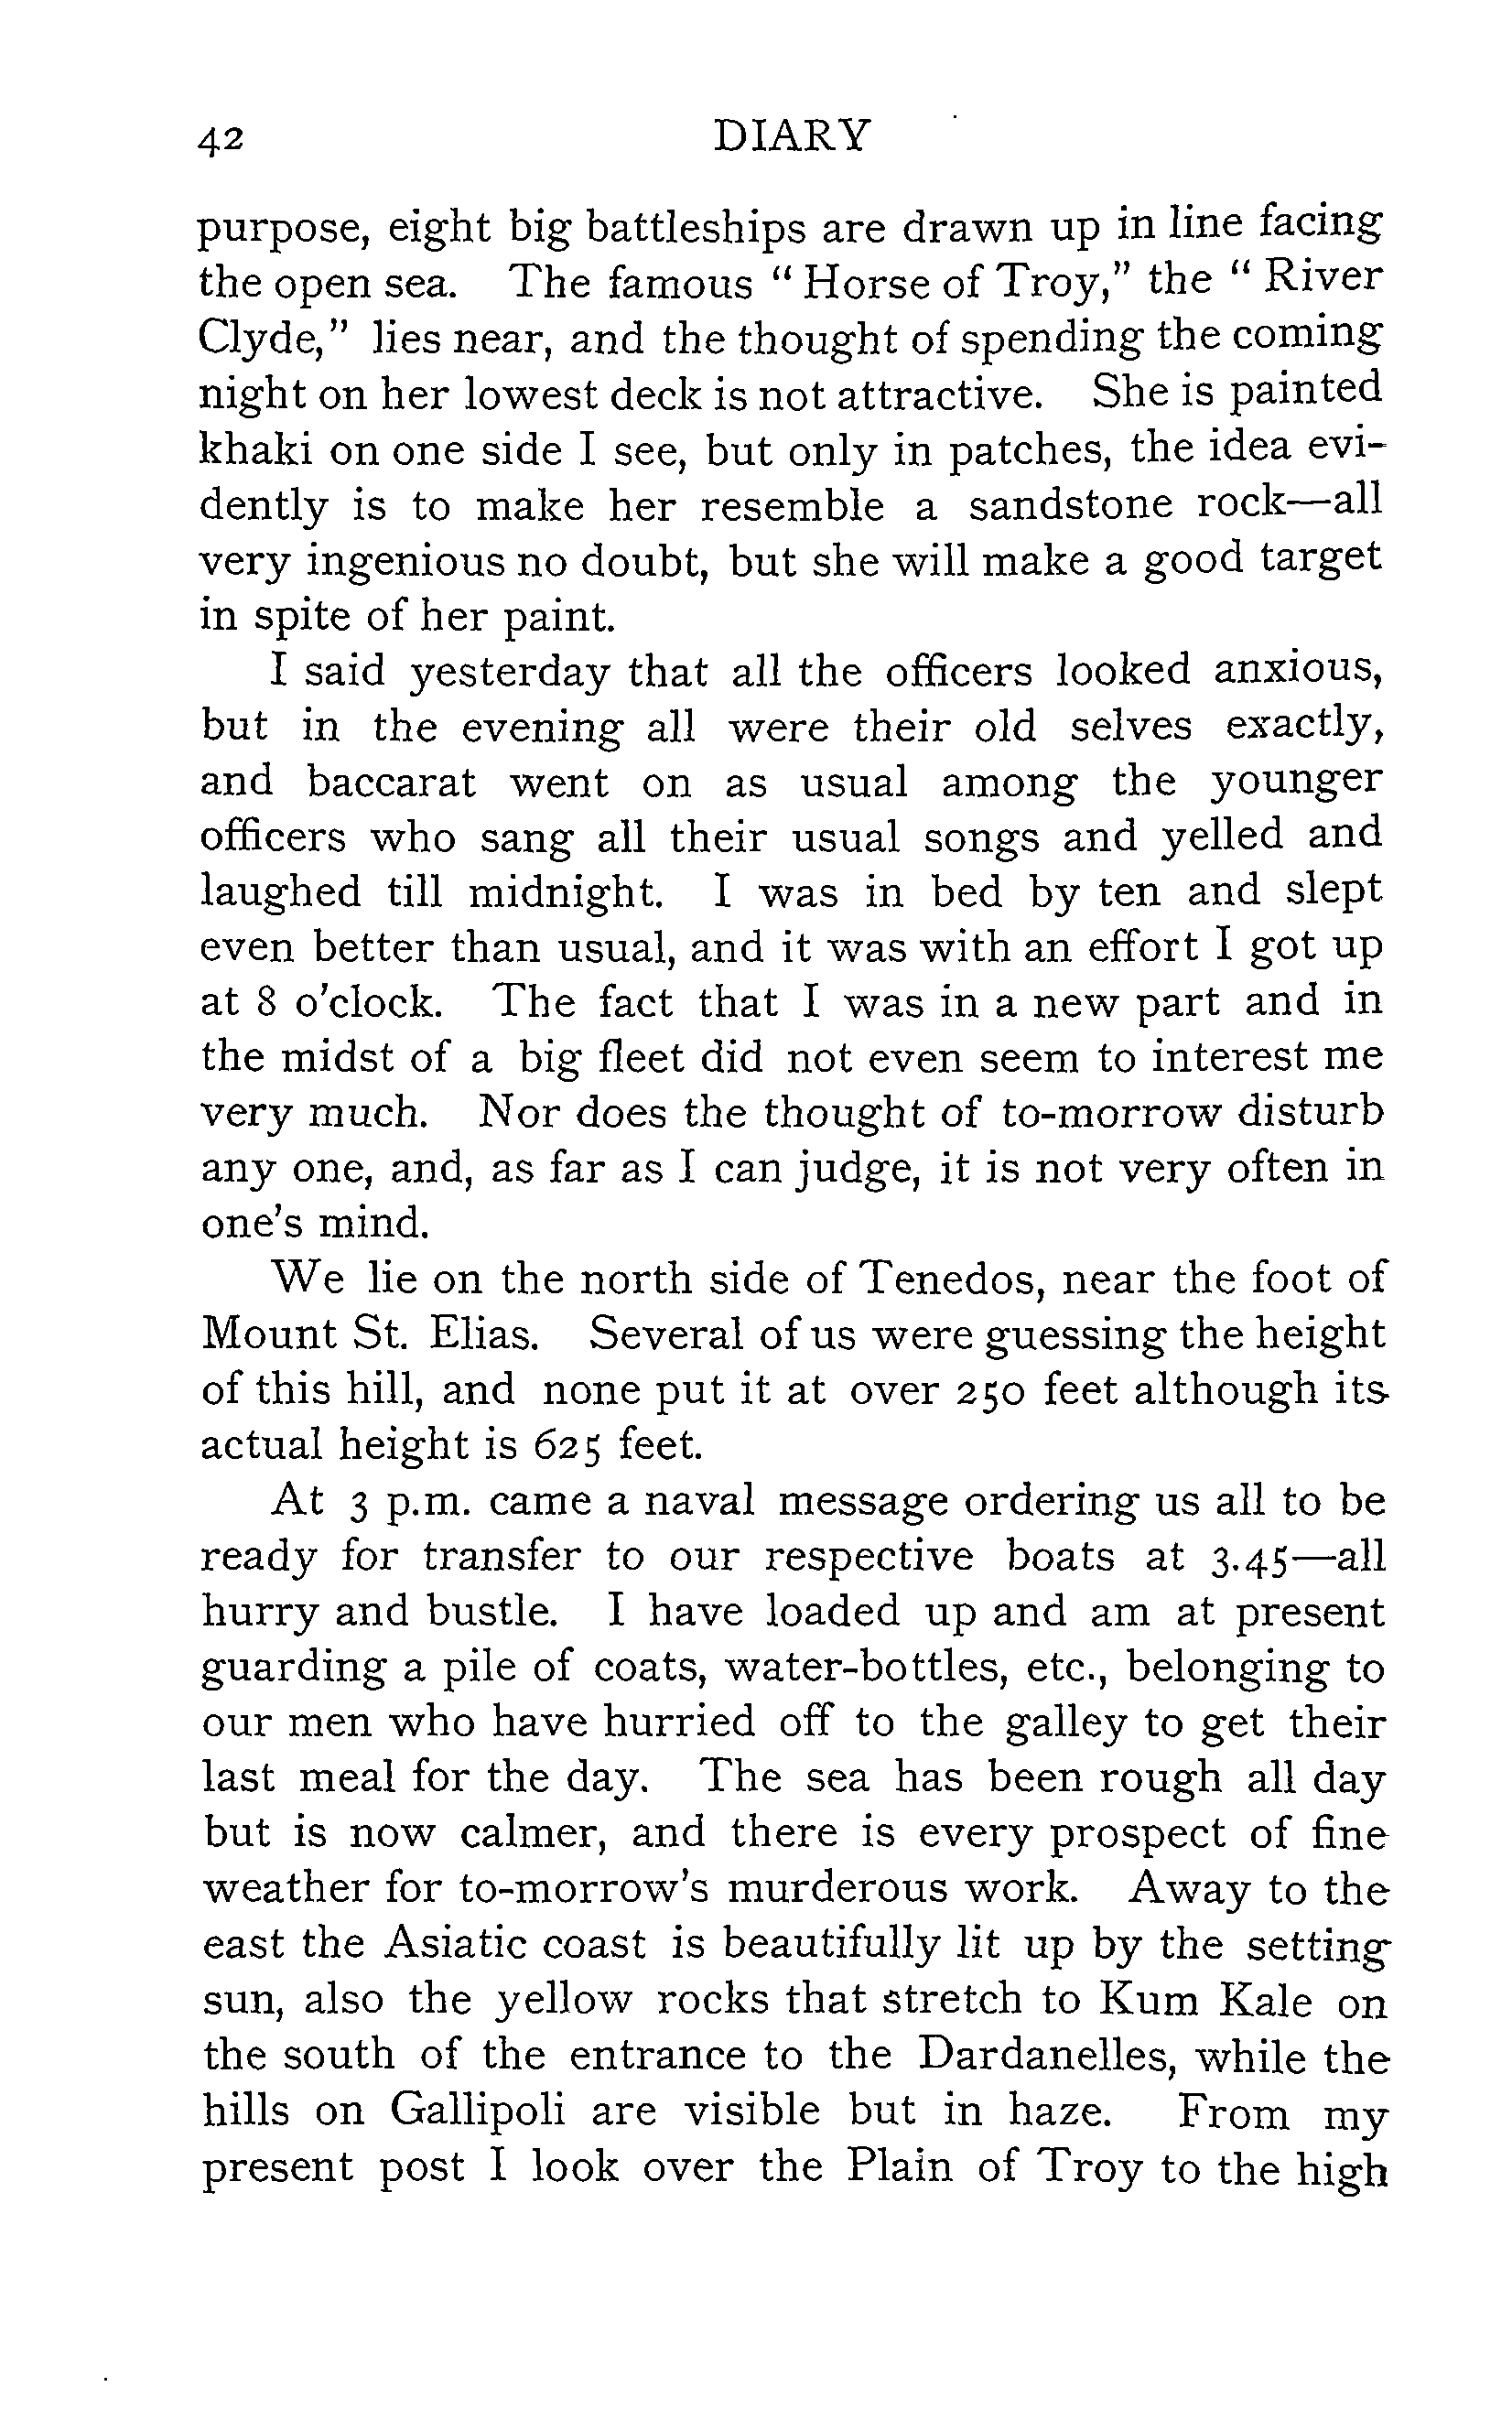 42 DIARY
purpose, eight big battleships are drawn up in line facing
the open sea. The famous “ Horse of Troy,” the “ River
Clyde,” lies near, and the thought of spending the coming
night on her lowest deck is not attractive. She is painted
khaki on one side I see, but only in patches, the idea evi-
dently is to make her resemble a sandstone rock—all
very ingenious no doubt, but she will make a good target
in spite of her paint.
I said yesterday that all the officers looked anxious,
but in the evening all were their old selves exactly,
and baccarat went on as usual among the younger
officers who sang all their usual songs and yelled and
laughed till midnight. I was in bed by ten and slept
even better than usual, and it was with an effort I got up
at 8 o'clock. The fact that I was in a new part and in
the midst of a big fleet did not even seem to interest me
very much. Nor does the thought of to-morrow disturb
any one, and, as far as I can judge, it is not very often in
one's mind.
We lie on the north side of Tenedos, near the foot of
Mount St. Elias. Several of us were guessing the height
of this hill, and none put it at over 250 feet although its
actual height is 625 feet.
At 3 p.m. came a naval message ordering us all to be
ready for transfer to our respective boats at 3.45—all
hurry and bustle. I have loaded up and am at present
guarding a pile of coats, water-bottles, etc., belonging to
our men who have hurried off to the galley to get their
last meal for the day. The sea has been rough all day
but is now calmer, and there is every prospect of fine
weather for to-morrow's murderous work. Away to the
east the Asiatic coast is beautifully lit up by the setting
sun, also the yellow rocks that stretch to Kum Kale on
the south of the entrance to the Dardanelles, while the
hills on Gallipoli are visible but in haze. From my
present post I look over the Plain of Troy to the high